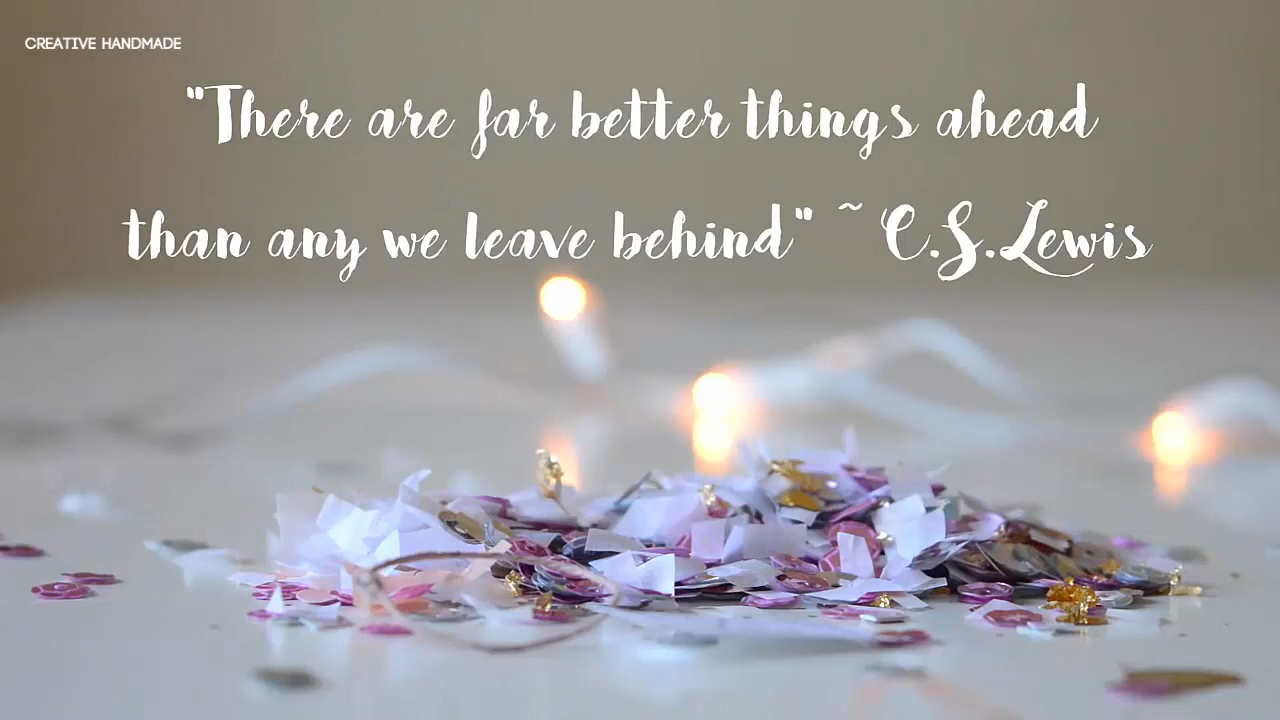 CREATIVE HANDMADE
"There are far better things ahead
than any we leave behind" ~ C.S.Lewis